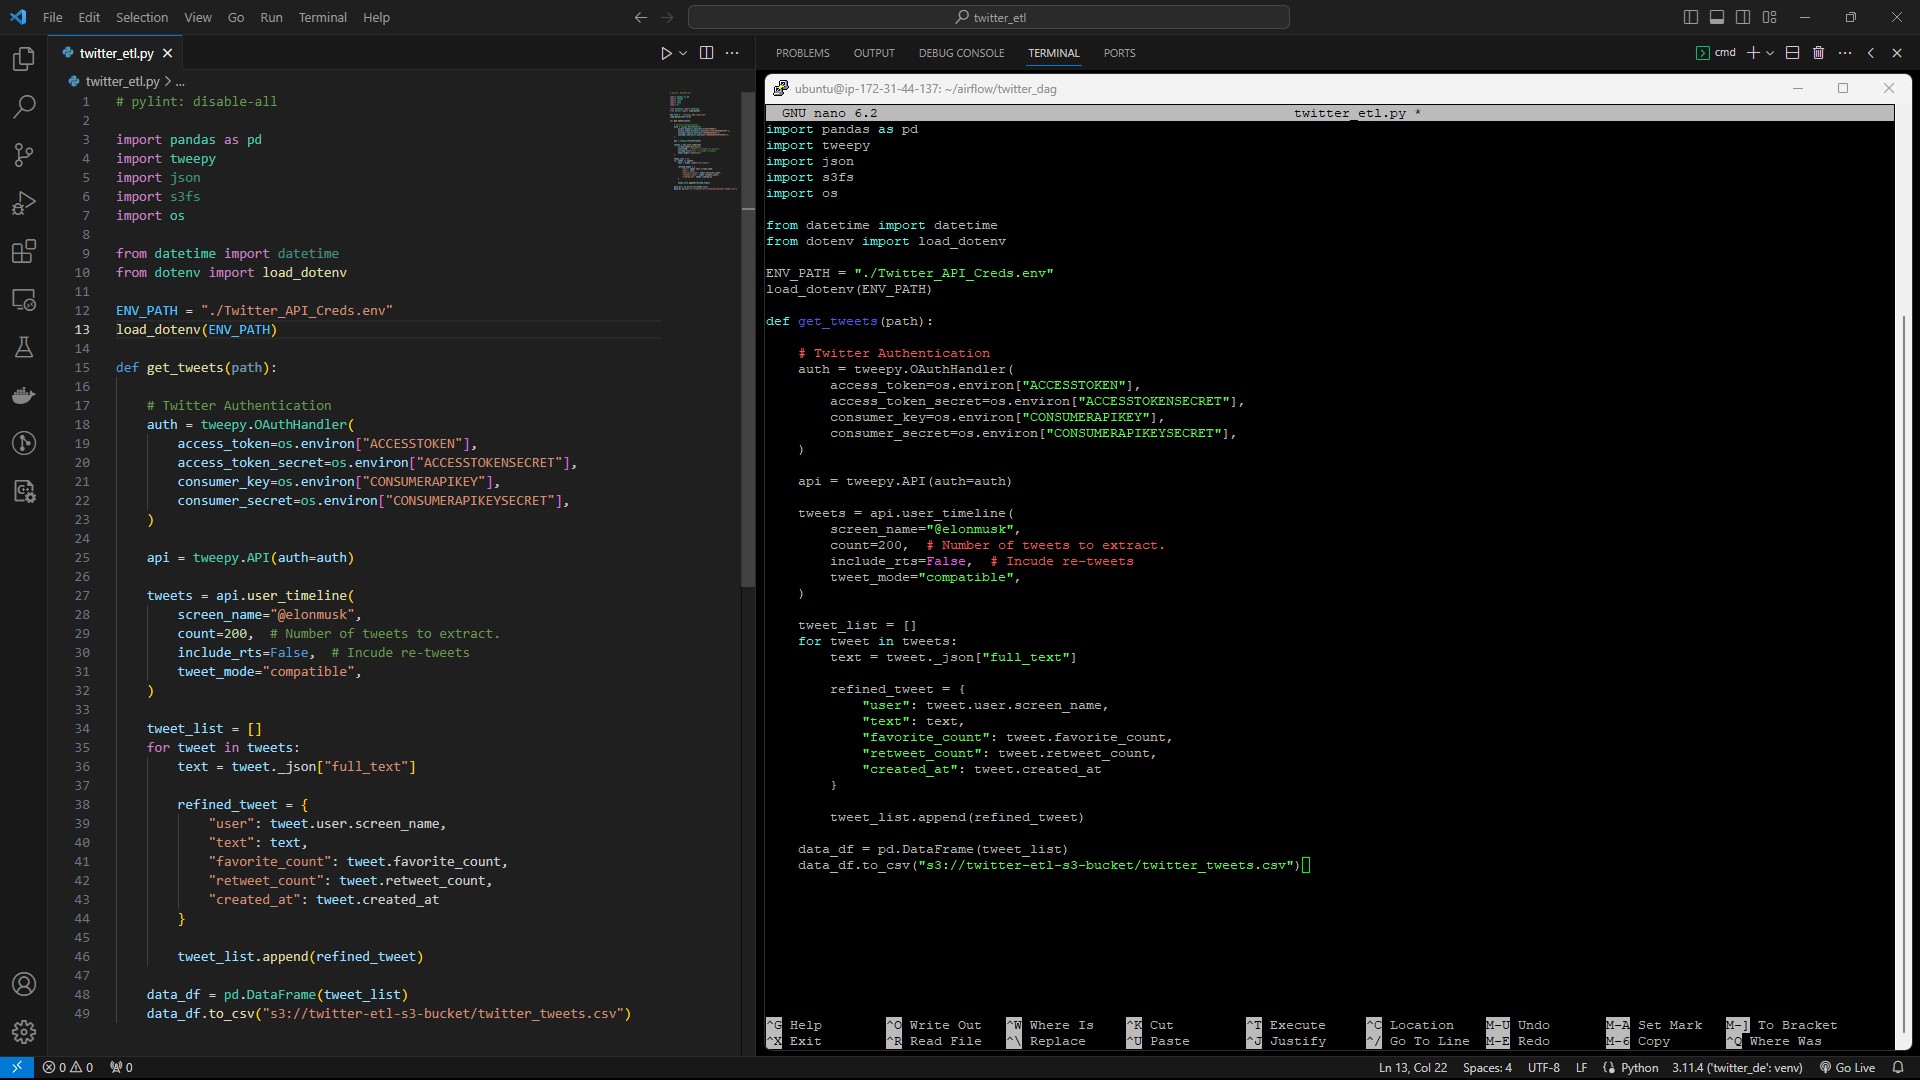 File Edit Selection View Go Run Terminal Help
twitter_etl
twitter_etl.py
twitter_etl.py > ...
1 # pylint: disable-all
2
3 import pandas as pd
4 import tweepy
5 import json
6 import s3fs
7 import os
8
9 from datetime import datetime
10 from dotenv import load_dotenv
11
12 ENV_PATH = "./Twitter_API_Creds.env"
13 load_dotenv(ENV_PATH)
14
15 def get_tweets(path):
16
17 # Twitter Authentication
18 auth = tweepy.OAuthHandler(
19 access_token=os.environ["ACCESSTOKEN"],
20 access_token_secret=os.environ["ACCESSTOKENSECRET"],
21 consumer_key=os.environ["CONSUMERAPIKEY"],
22 consumer_secret=os.environ["CONSUMERAPIKEYSECRET"],
23 )
24
25 api = tweepy.API(auth=auth)
26
27 tweets = api.user_timeline(
28 screen_name="@elonmusk",
29 count=200, # Number of tweets to extract.
30 include_rts=False, # Incude re-tweets
31 tweet_mode="compatible",
32 )
33
34 tweet_list = []
35 for tweet in tweets:
36 text = tweet._json["full_text"]
37
38 refined_tweet = {
39 "user": tweet.user.screen_name,
40 "text": text,
41 "favorite_count": tweet.favorite_count,
42 "retweet_count": tweet.retweet_count,
43 "created_at": tweet.created_at
44 }
45
46 tweet_list.append(refined_tweet)
47
48 data_df = pd.DataFrame(tweet_list)
49 data_df.to_csv("s3://twitter-etl-s3-bucket/twitter_tweets.csv")
PROBLEMS OUTPUT DEBUG CONSOLE TERMINAL PORTS
cmd
ubuntu@ip-172-31-44-137: ~/airflow/twitter_dag
GNU nano 6.2 twitter_etl.py *
import pandas as pd
import tweepy
import json
import s3fs
import os
from datetime import datetime
from dotenv import load_dotenv
ENV_PATH = "./Twitter_API_Creds.env"
load_dotenv(ENV_PATH)
def get_tweets(path):
# Twitter Authentication
auth = tweepy.OAuthHandler(
access_token=os.environ["ACCESSTOKEN"],
access_token_secret=os.environ["ACCESSTOKENSECRET"],
consumer_key=os.environ["CONSUMERAPIKEY"],
consumer_secret=os.environ["CONSUMERAPIKEYSECRET"],
)
api = tweepy.API(auth=auth)
tweets = api.user_timeline(
screen_name="@elonmusk",
count=200, # Number of tweets to extract.
include_rts=False, # Incude re-tweets
tweet_mode="compatible",
)
tweet_list = []
for tweet in tweets:
text = tweet._json["full_text"]
refined_tweet = {
"user": tweet.user.screen_name,
"text": text,
"favorite_count": tweet.favorite_count,
"retweet_count": tweet.retweet_count,
"created_at": tweet.created_at
}
tweet_list.append(refined_tweet)
data_df = pd.DataFrame(tweet_list)
data_df.to_csv("s3://twitter-etl-s3-bucket/twitter_tweets.csv")
^G Help ^O Write Out ^W Where Is ^K Cut ^T Execute ^C Location M-U Undo M-A Set Mark M-] To Bracket
^X Exit ^R Read File ^\ Replace ^U Paste ^J Justify ^/ Go To Line M-E Redo M-6 Copy ^Q Where Was
0 0 0 Ln 13, Col 22 Spaces: 4 UTF-8 LF Python 3.11.4 ('twitter_de': venv) Go Live